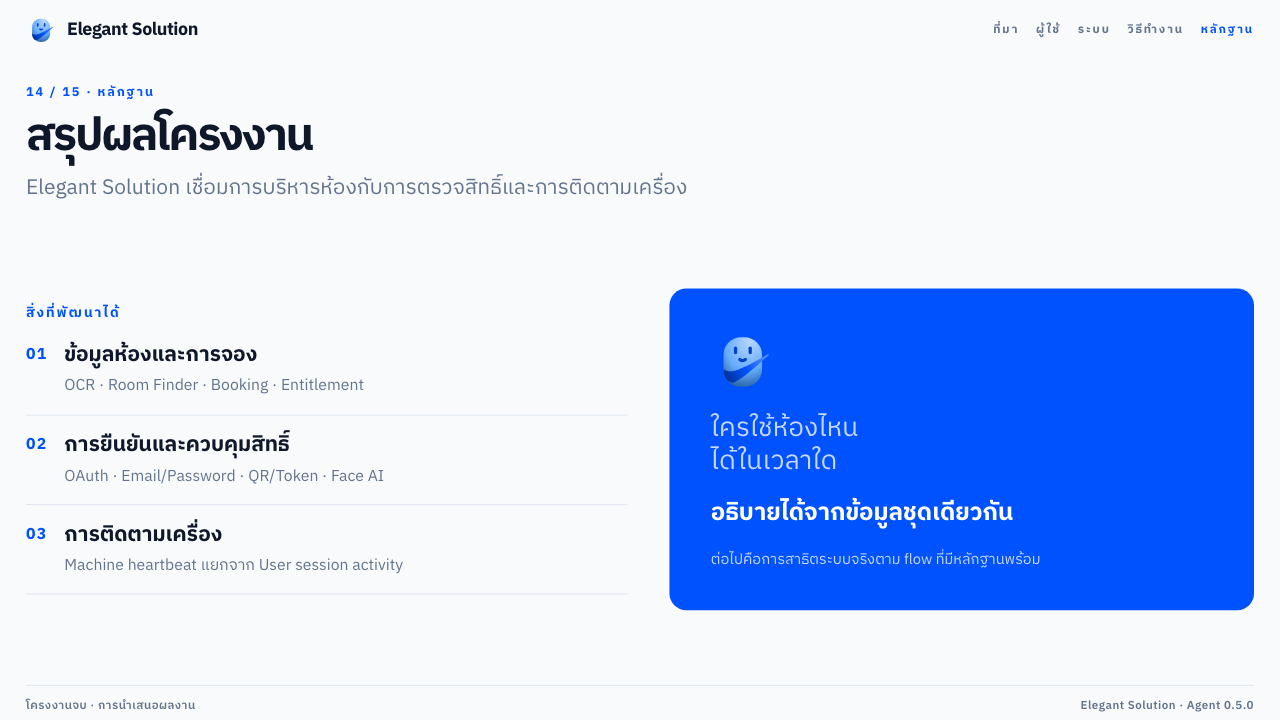 Elegant Solution
ที่มา ผู้ใช้ ระบบ วิธีทำงาน หลักฐาน
14 / 15 · หลักฐาน
สรุปผลโครงงาน
Elegant Solution เชื่อมการบริหารห้องกับการตรวจสิทธิ์และการติดตามเครื่อง
สิ่งที่พัฒนาได้
01 ข้อมูลห้องและการจอง
OCR · Room Finder · Booking · Entitlement
02 การยืนยันและควบคุมสิทธิ์
OAuth · Email/Password · QR/Token · Face AI
03 การติดตามเครื่อง
Machine heartbeat แยกจาก User session activity
ใครใช้ห้องไหน
ได้ในเวลาใด
อธิบายได้จากข้อมูลชุดเดียวกัน
ต่อไปคือการสาธิตระบบจริงตาม flow ที่มีหลักฐานพร้อม
โครงงานจบ · การนำเสนอผลงาน
Elegant Solution · Agent 0.5.0